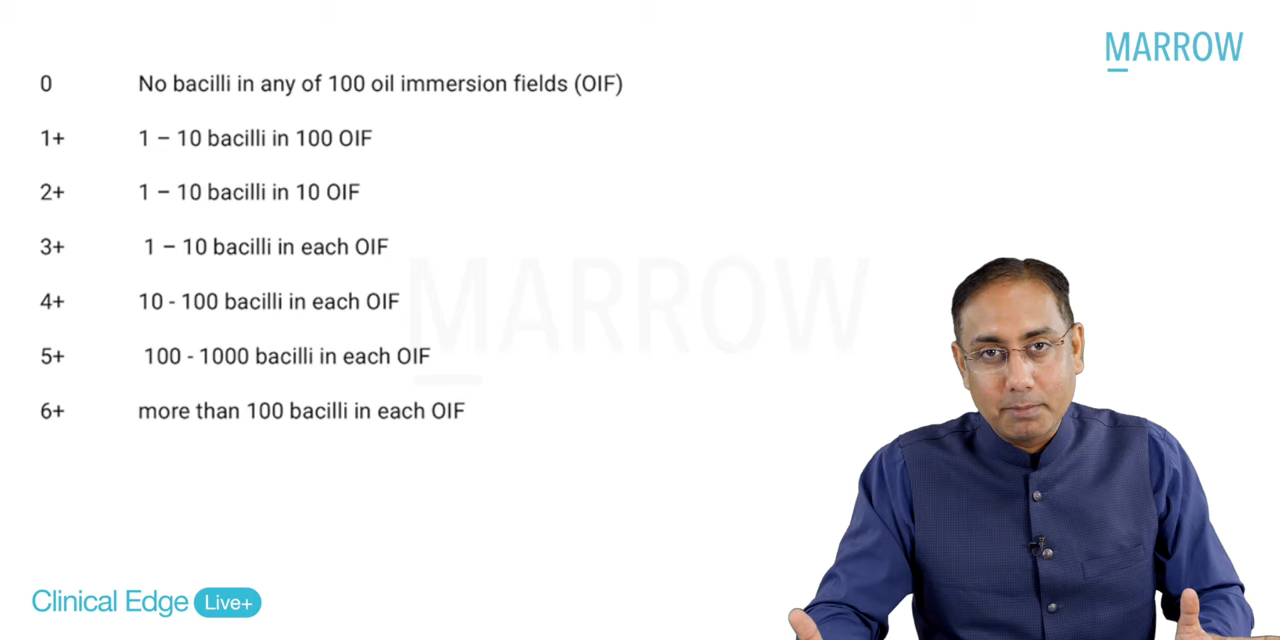 MARROW
0 No bacilli in any of 100 oil immersion fields (OIF)
1+ 1 – 10 bacilli in 100 OIF
2+ 1 – 10 bacilli in 10 OIF
3+ 1 – 10 bacilli in each OIF
4+ 10 - 100 bacilli in each OIF
5+ 100 - 1000 bacilli in each OIF
6+ more than 100 bacilli in each OIF
MARROW
Clinical Edge Live+